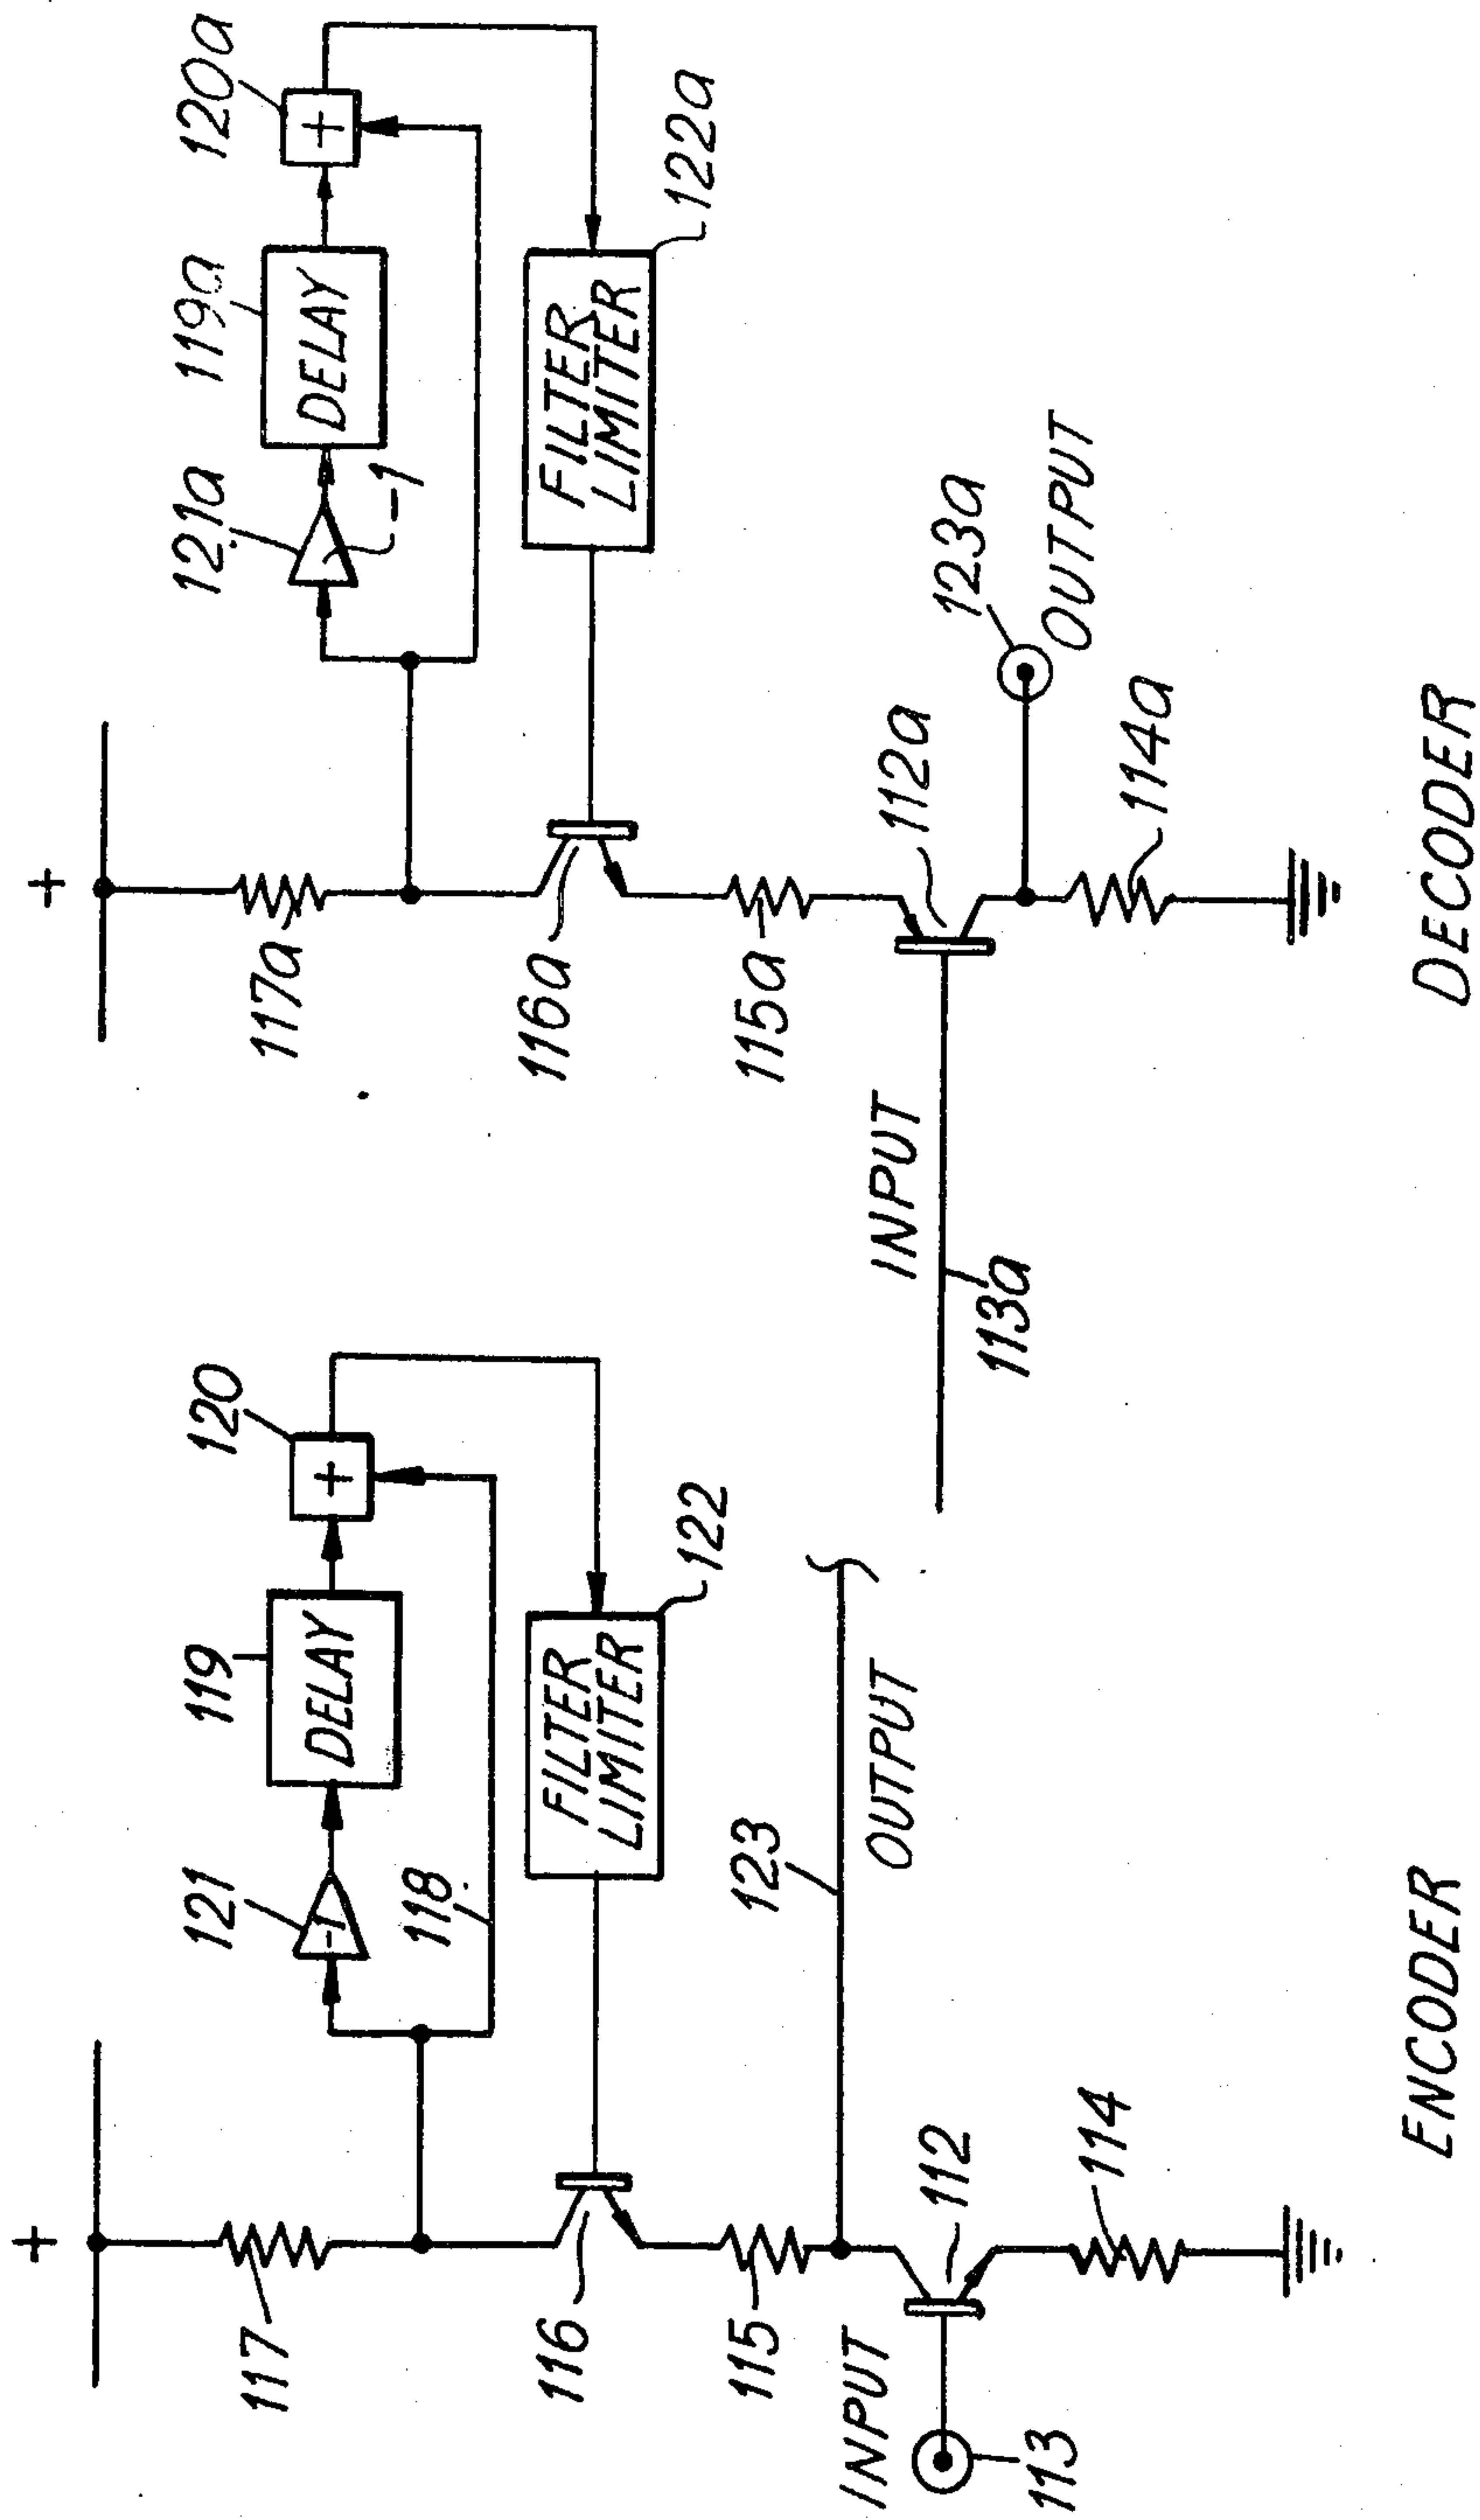 +
117
121
119
120
-1
DELAY
+
118
116
FILTER
LIMITER
122
115
123
OUTPUT
INPUT
112
113
114
ENCODER
+
117a
121a
119a
120a
DELAY
+
-1
116a
FILTER
LIMITER
122a
115a
112a
123a
OUTPUT
INPUT
113a
114a
DECODER